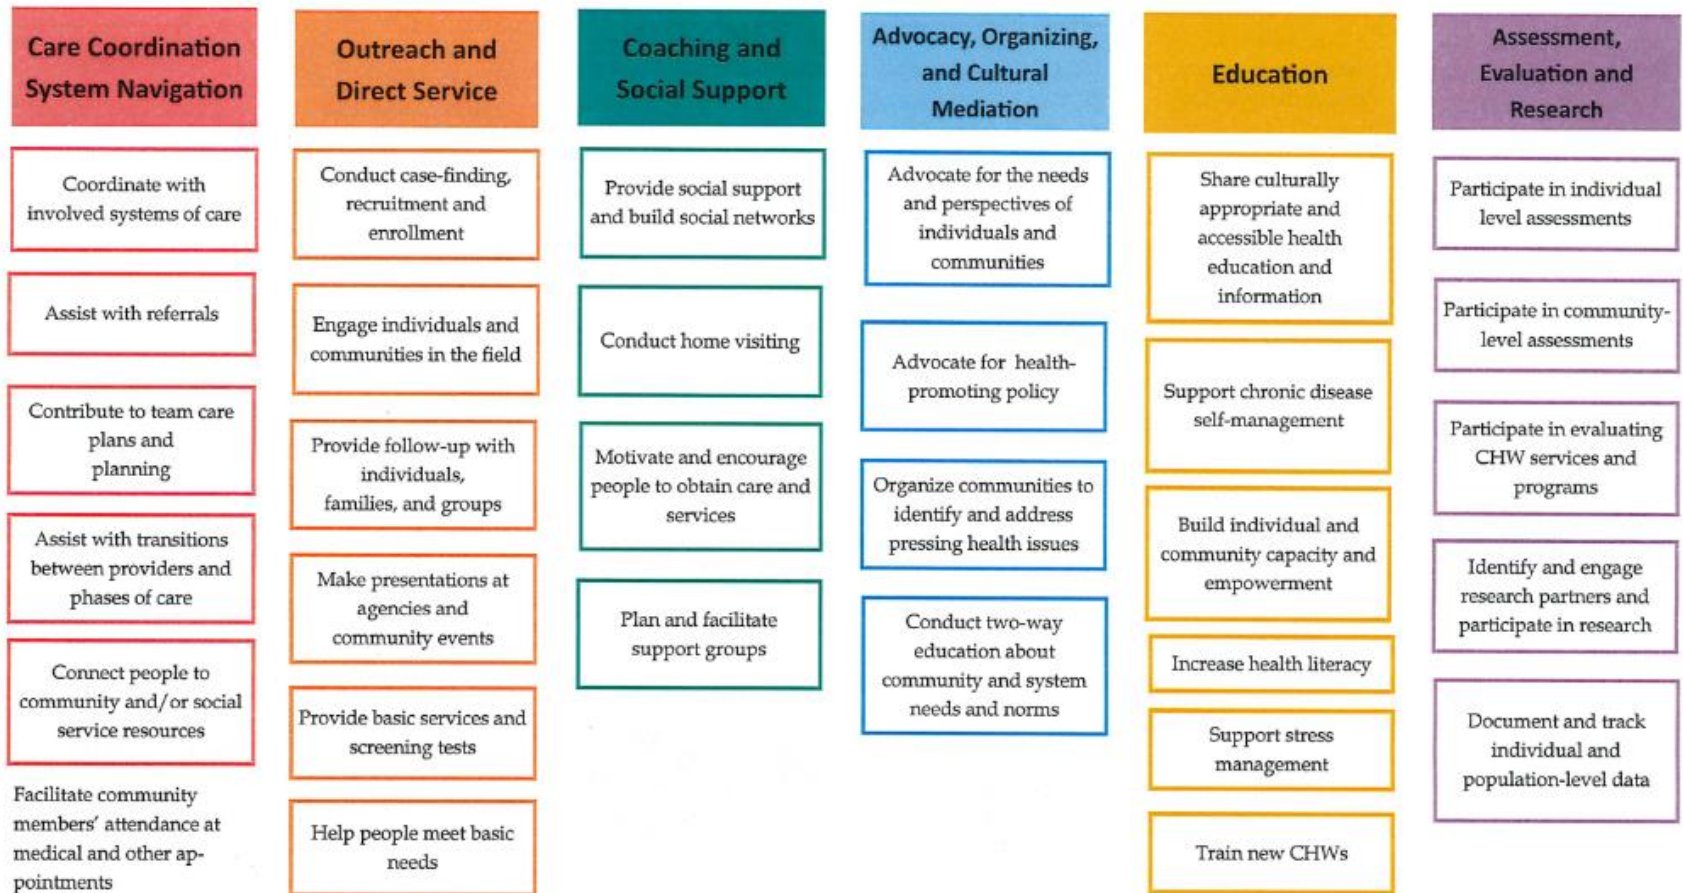 Care Coordination
System Navigation
Coordinate with
involved systems of care
Assist with referrals
Contribute to team care
plans and
planning
Assist with transitions
between providers and
phases of care
Connect people to
community and/or social
service resources
Facilitate community
members' attendance at
medical and other ap-
pointments
Outreach and
Direct Service
Conduct case-finding,
recruitment and
enrollment
Engage individuals and
communities in the field
Provide follow-up with
individuals,
families, and groups
Make presentations at
agencies and
community events
Provide basic services and
screening tests
Help people meet basic
needs
Coaching and
Social Support
Provide social support
and build social networks
Conduct home visiting
Motivate and encourage
people to obtain care and
services
Plan and facilitate
support groups
Advocacy, Organizing,
and Cultural
Mediation
Advocate for the needs
and perspectives of
individuals and
communities
Advocate for health-
promoting policy
Organize communities to
identify and address
pressing health issues
Conduct two-way
education about
community and system
needs and norms
Education
Share culturally
appropriate and
accessible health
education and
information
Support chronic disease
self-management
Build individual and
community capacity and
empowerment
Increase health literacy
Support stress
management
Train new CHWs
Assessment,
Evaluation and
Research
Participate in individual
level assessments
Participate in community-
level assessments
Participate in evaluating
CHW services and
programs
Identify and engage
research partners and
participate in research
Document and track
individual and
population-level data